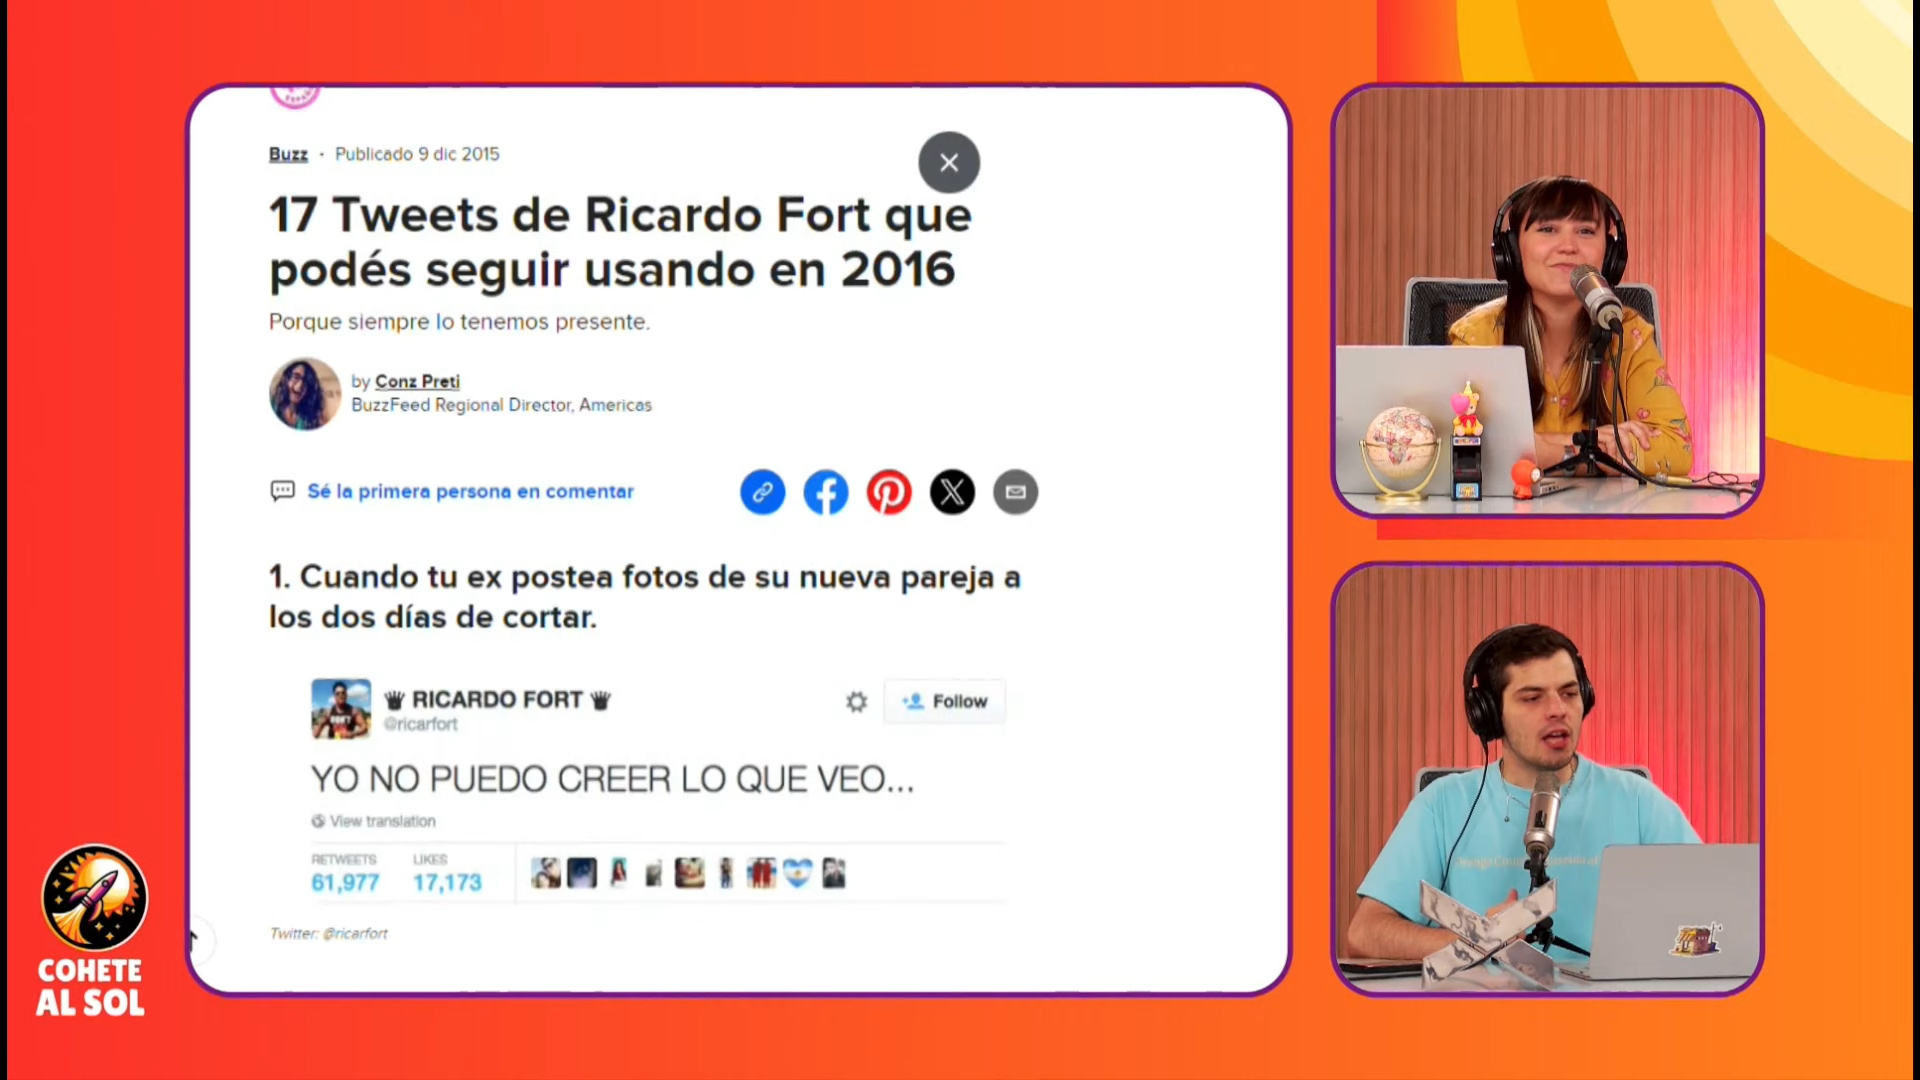 Buzz · Publicado 9 dic 2015
17 Tweets de Ricardo Fort que
podés seguir usando en 2016
Porque siempre lo tenemos presente.
by Conz Preti
BuzzFeed Regional Director, Americas
Sé la primera persona en comentar
1. Cuando tu ex postea fotos de su nueva pareja a
los dos días de cortar.
RICARDO FORT
@ricarfort
Follow
YO NO PUEDO CREER LO QUE VEO...
View translation
RETWEETS LIKES
61,977 17,173
Twitter: @ricarfort
COHETE
AL SOL